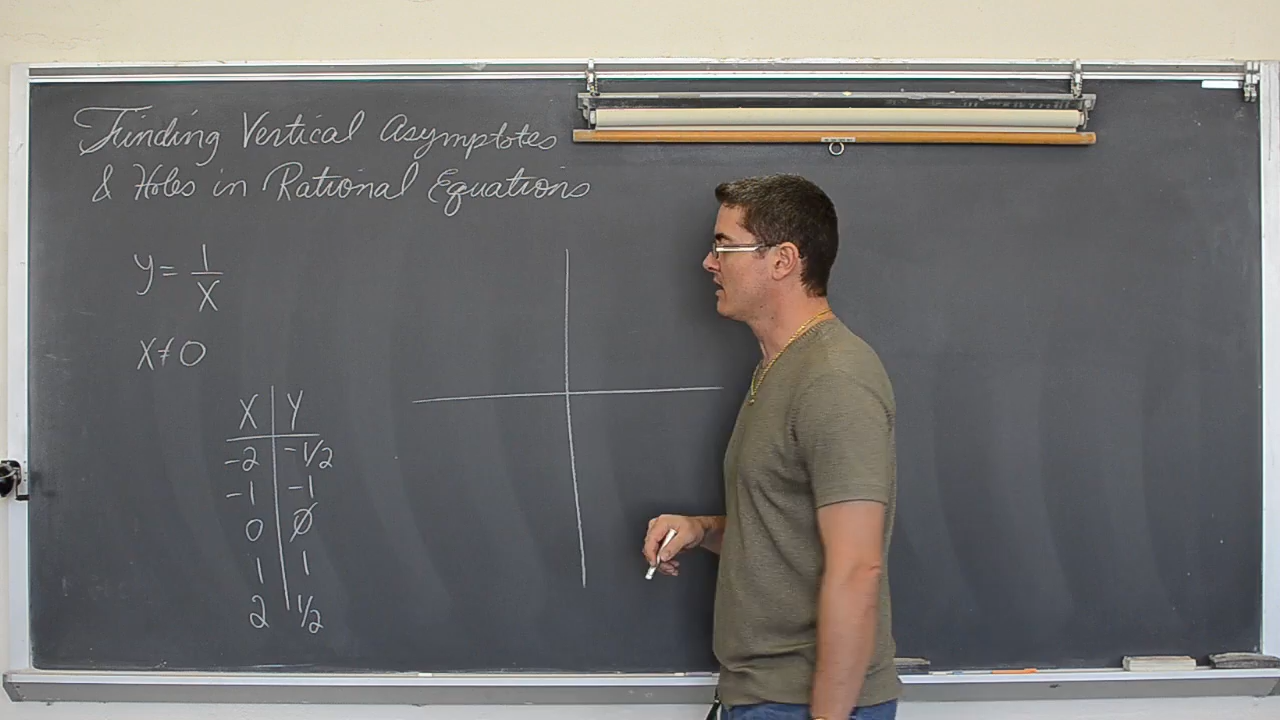 Finding Vertical Asymptotes
& Holes in Rational Equations
y = 1/X
X ≠ 0
X Y
-2 -1/2
-1 -1
0 Ø
1 1
2 1/2